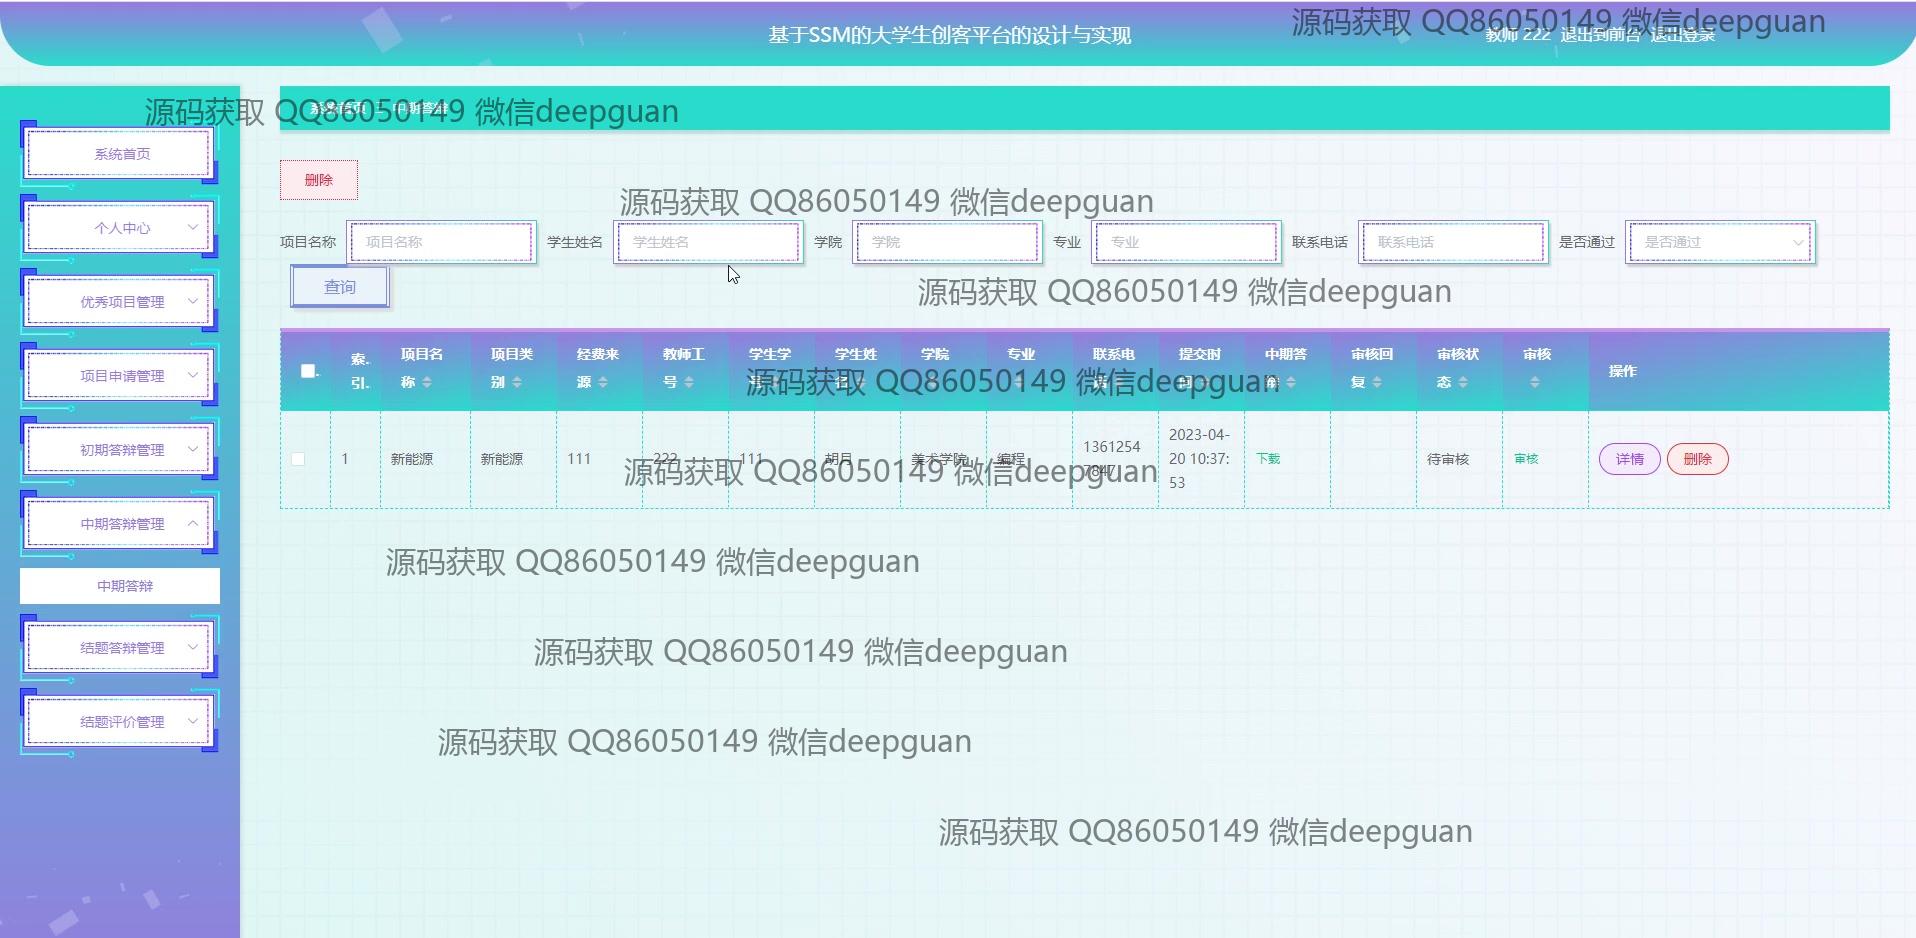 基于SSM的大学生创客平台的设计与实现
教师 222 退出到前台 退出登录
源码获取 QQ86050149 微信deepguan
源码获取 QQ86050149 微信deepguan
系统首页
中期答辩
系统首页
个人中心
优秀项目管理
项目申请管理
初期答辩管理
中期答辩管理
中期答辩
结题答辩管理
结题评价管理
删除
源码获取 QQ86050149 微信deepguan
项目名称 项目名称 学生姓名 学生姓名 学院 学院 专业 专业 联系电话 联系电话 是否通过 是否通过
查询
源码获取 QQ86050149 微信deepguan
索. 项目名 项目类 经费来 教师工 学生学 学生姓 学院 专业 联系电 提交时 中期答 审核回 审核状 审核 操作
引. 称 别 源 号 号 名 话 间 辩 复 态
源码获取 QQ86050149 微信deepguan
1 新能源 新能源 111 222 111 胡月 美术学院 编程 1361254 2023-04- 下载 待审核 审核 详情 删除
7847 20 10:37:
53
源码获取 QQ86050149 微信deepguan
源码获取 QQ86050149 微信deepguan
源码获取 QQ86050149 微信deepguan
源码获取 QQ86050149 微信deepguan
源码获取 QQ86050149 微信deepguan